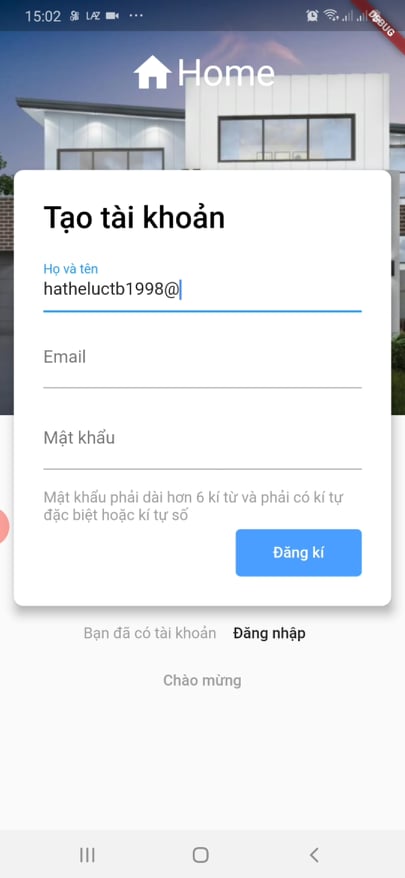 15:02 LAZ
DEBUG
Home
Tạo tài khoản
Họ và tên
hatheluctb1998@
Email
Mật khẩu
Mật khẩu phải dài hơn 6 kí từ và phải có kí tự
đặc biệt hoặc kí tự số
Đăng kí
Bạn đã có tài khoản Đăng nhập
Chào mừng